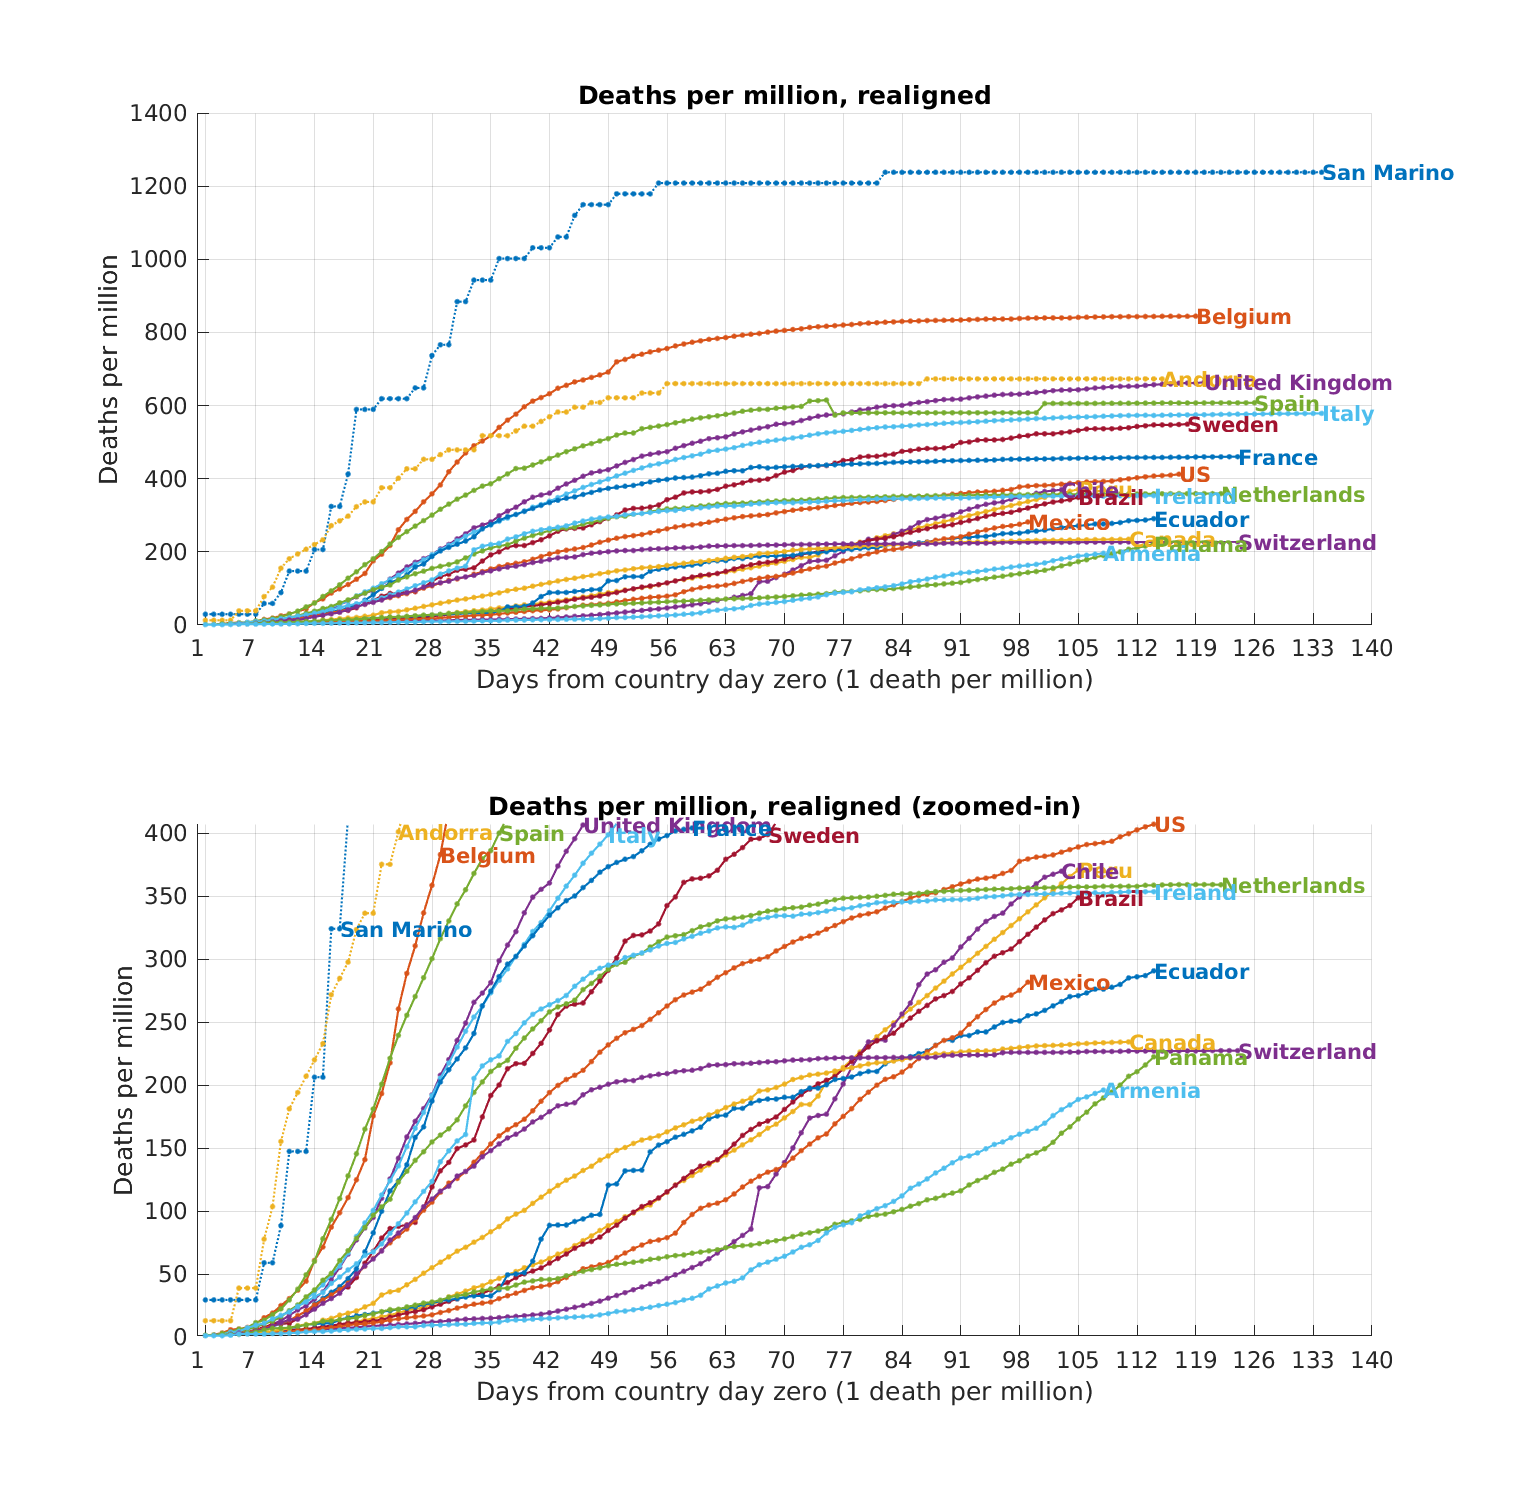 Deaths per million, realigned
1400
1200
1000
800
600
400
200
0
Deaths per million
San Marino
Belgium
Andorra
United Kingdom
Spain
Italy
Sweden
France
US
Peru
Chile
Netherlands
Ireland
Brazil
Ecuador
Mexico
Canada
Switzerland
Panama
Armenia
1 7 14 21 28 35 42 49 56 63 70 77 84 91 98 105 112 119 126 133 140
Days from country day zero (1 death per million)
Deaths per million, realigned (zoomed-in)
400
350
300
250
200
150
100
50
0
Deaths per million
United Kingdom
US
Andorra
Spain
Italy
France
Sweden
Belgium
Chile
Peru
Netherlands
Ireland
Brazil
San Marino
Ecuador
Mexico
Canada
Switzerland
Panama
Armenia
1 7 14 21 28 35 42 49 56 63 70 77 84 91 98 105 112 119 126 133 140
Days from country day zero (1 death per million)